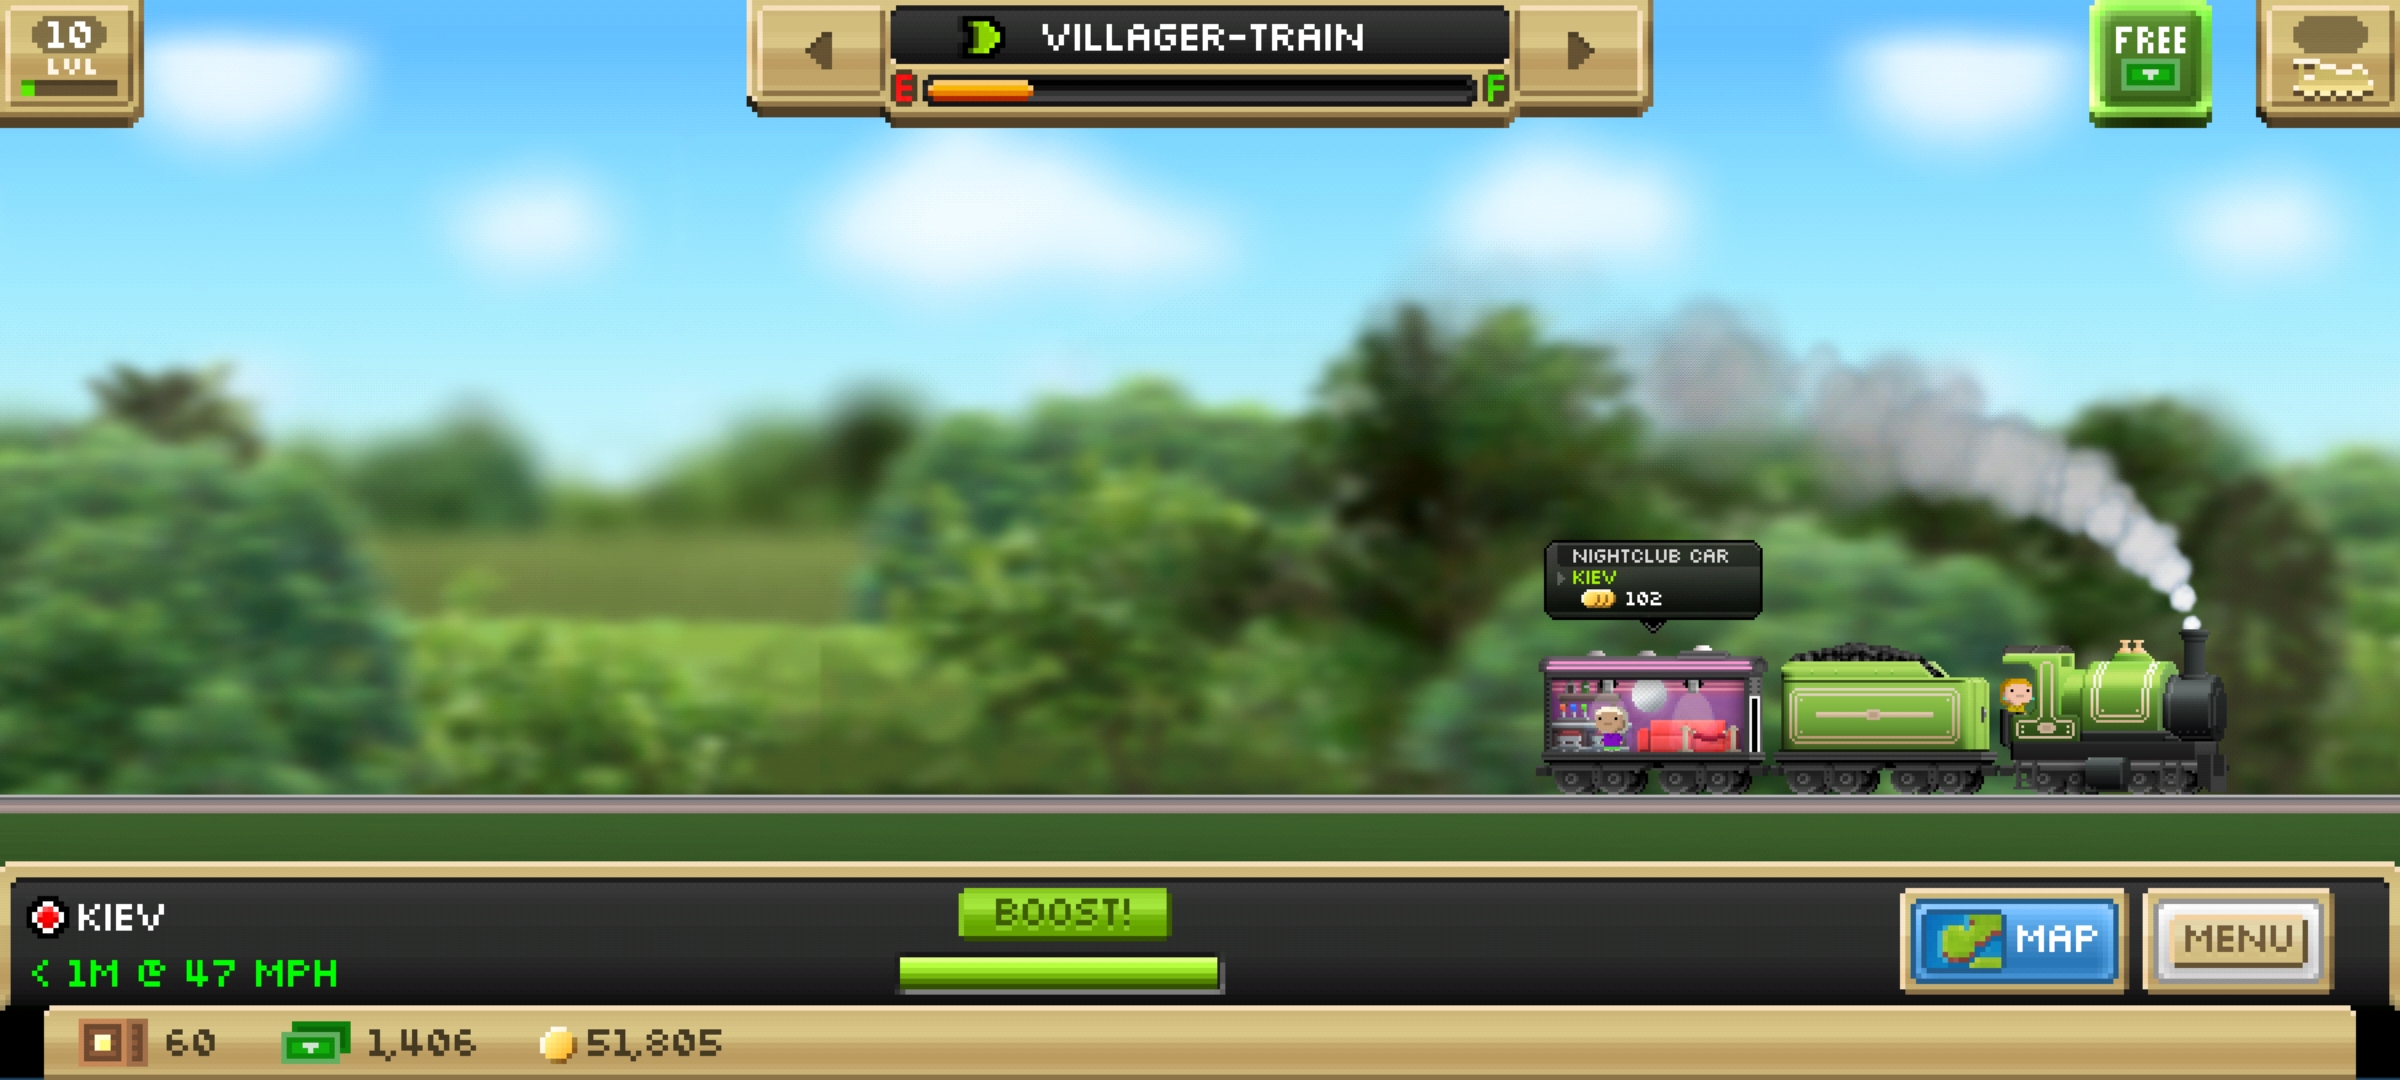 10
LVL
VILLAGER-TRAIN
E F
FREE
NIGHTCLUB CAR
KIEV
102
KIEV
< 1M @ 47 MPH
BOOST!
MAP
MENU
60
1,406
51,805